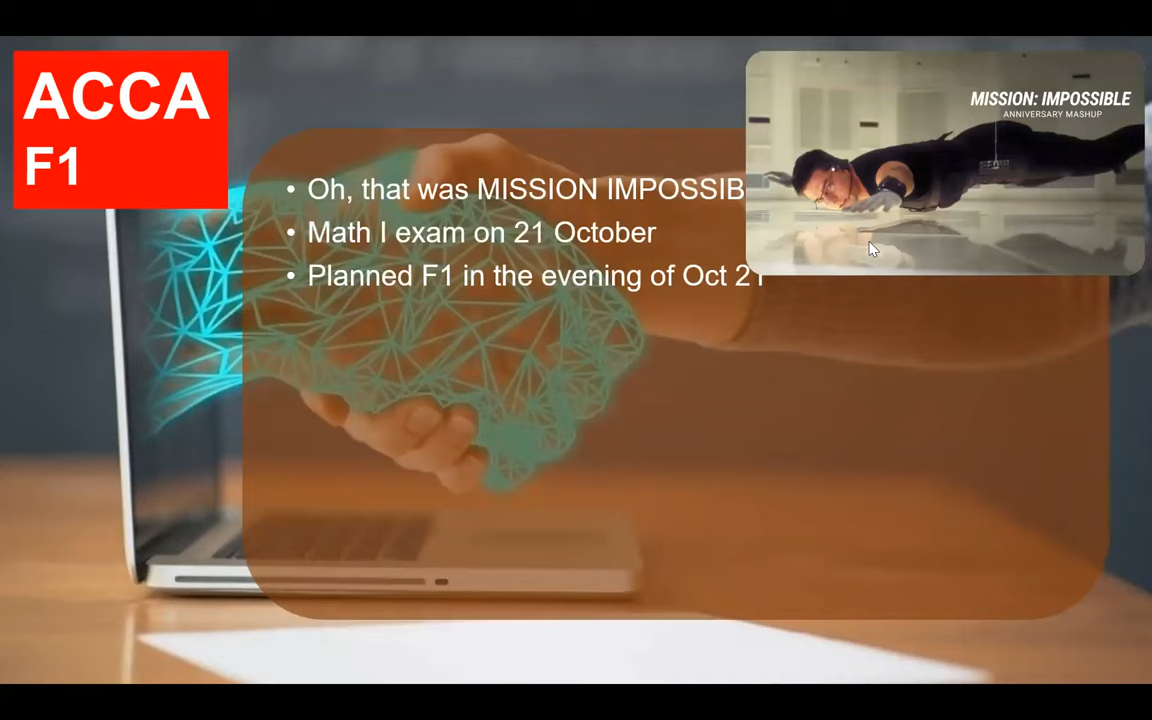 ACCA
F1
MISSION: IMPOSSIBLE
ANNIVERSARY MASHUP
• Oh, that was MISSION IMPOSSIB
• Math I exam on 21 October
• Planned F1 in the evening of Oct 21